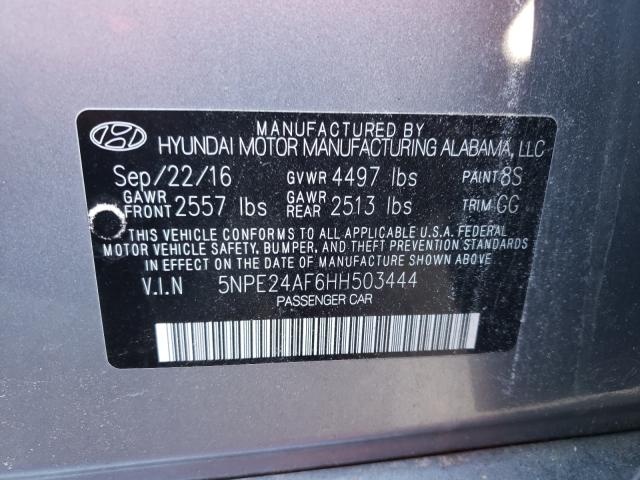 MANUFACTURED BY
HYUNDAI MOTOR MANUFACTURING ALABAMA, LLC
Sep/22/16 GVWR 4497 lbs PAINT 8S
GAWR FRONT 2557 lbs GAWR REAR 2513 lbs TRIM GG
THIS VEHICLE CONFORMS TO ALL APPLICABLE U.S.A. FEDERAL
MOTOR VEHICLE SAFETY, BUMPER, AND THEFT PREVENTION STANDARDS
IN EFFECT ON THE DATE OF MANUFACTURE SHOWN ABOVE.
V.I.N 5NPE24AF6HH503444
PASSENGER CAR